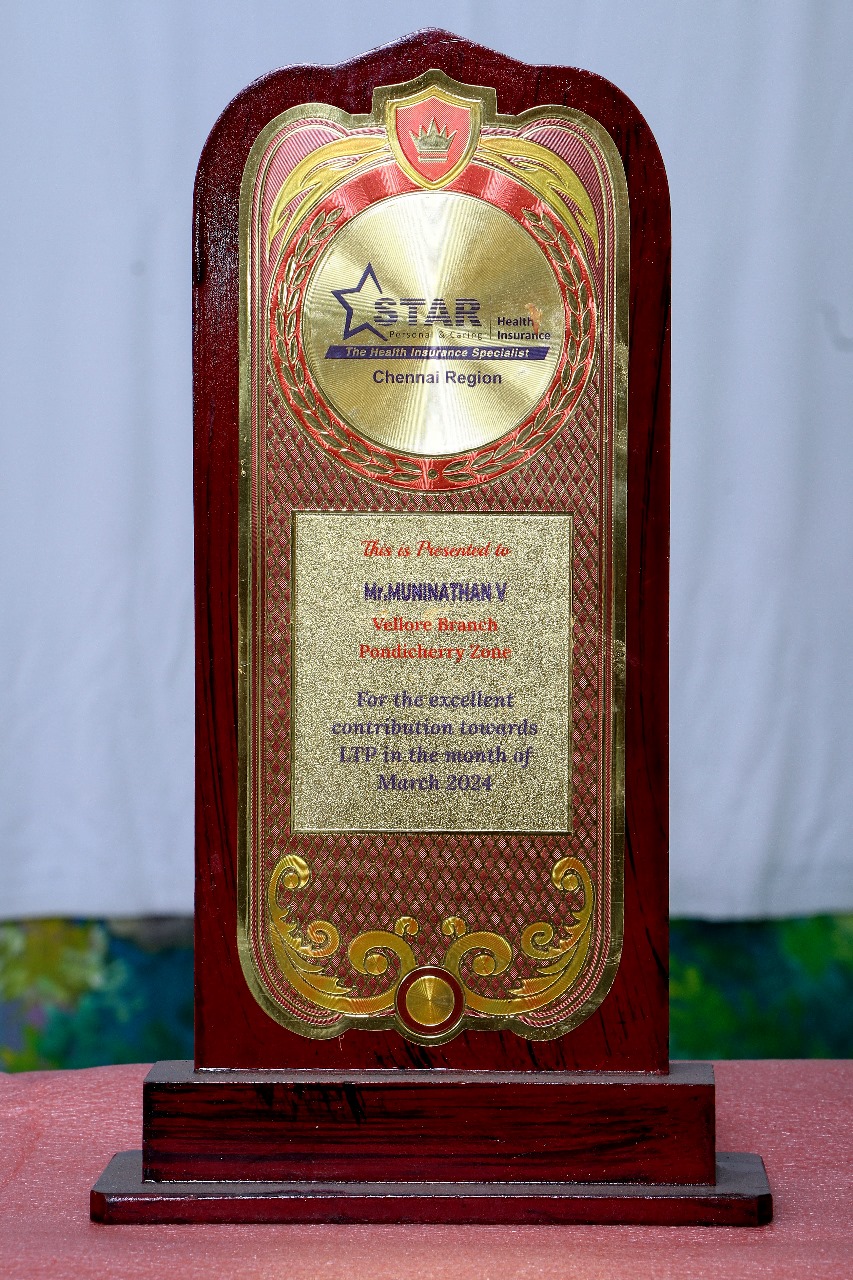 STAR
Health
Personal & Caring
Insurance
The Health Insurance Specialist
Chennai Region
This is Presented to
Mr.MUNINATHAN V
Vellore Branch
Pondicherry Zone
For the excellent
contribution towards
LTP in the month of
March 2024